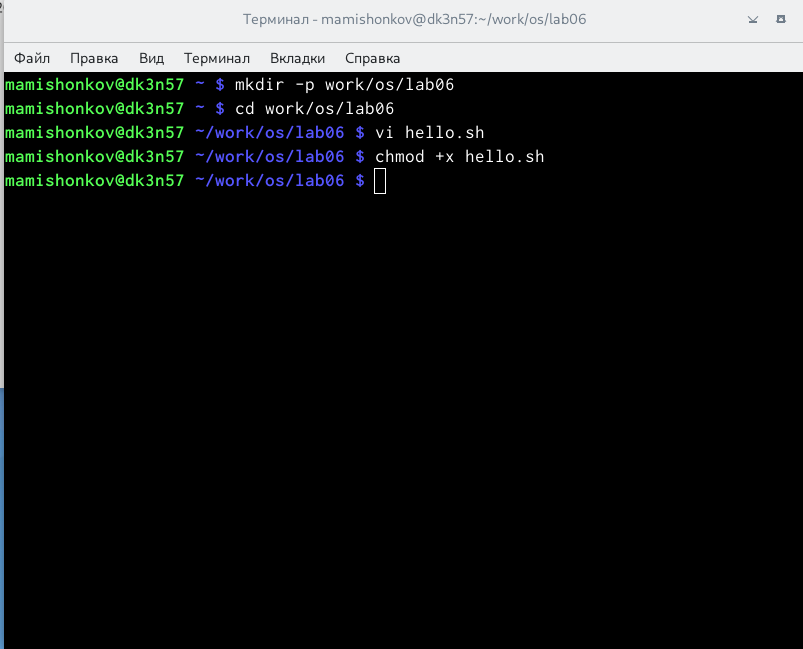 Терминал - mamishonkov@dk3n57:~/work/os/lab06
Файл Правка Вид Терминал Вкладки Справка
mamishonkov@dk3n57 ~ $ mkdir -p work/os/lab06
mamishonkov@dk3n57 ~ $ cd work/os/lab06
mamishonkov@dk3n57 ~/work/os/lab06 $ vi hello.sh
mamishonkov@dk3n57 ~/work/os/lab06 $ chmod +x hello.sh
mamishonkov@dk3n57 ~/work/os/lab06 $